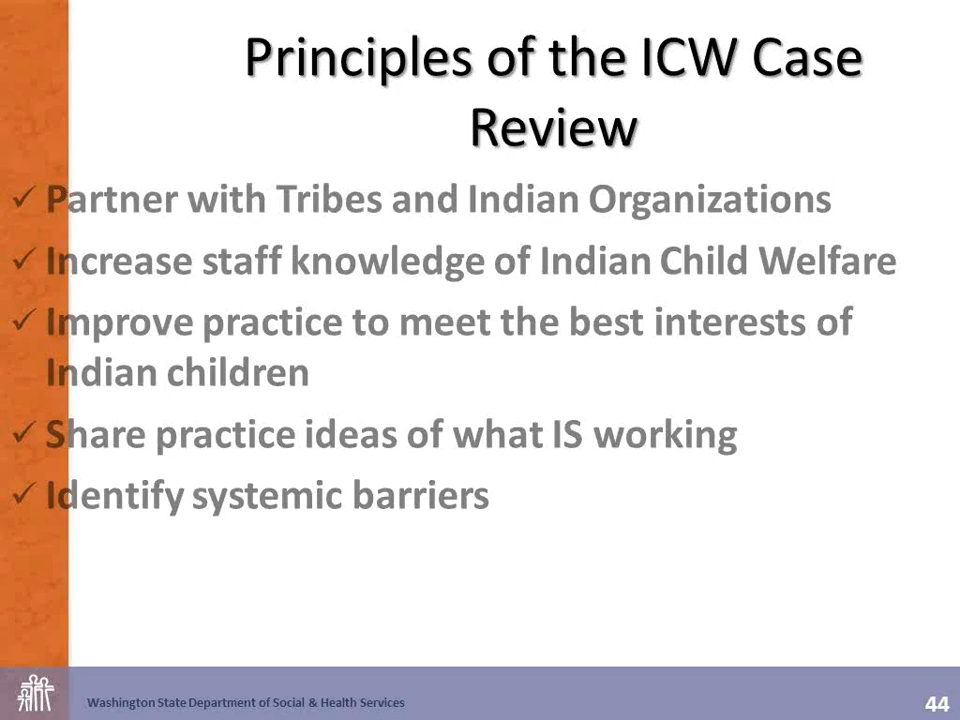 Principles of the ICW Case
Review
✓ Partner with Tribes and Indian Organizations
✓ Increase staff knowledge of Indian Child Welfare
✓ Improve practice to meet the best interests of
Indian children
✓ Share practice ideas of what IS working
✓ Identify systemic barriers
Washington State Department of Social & Health Services
44